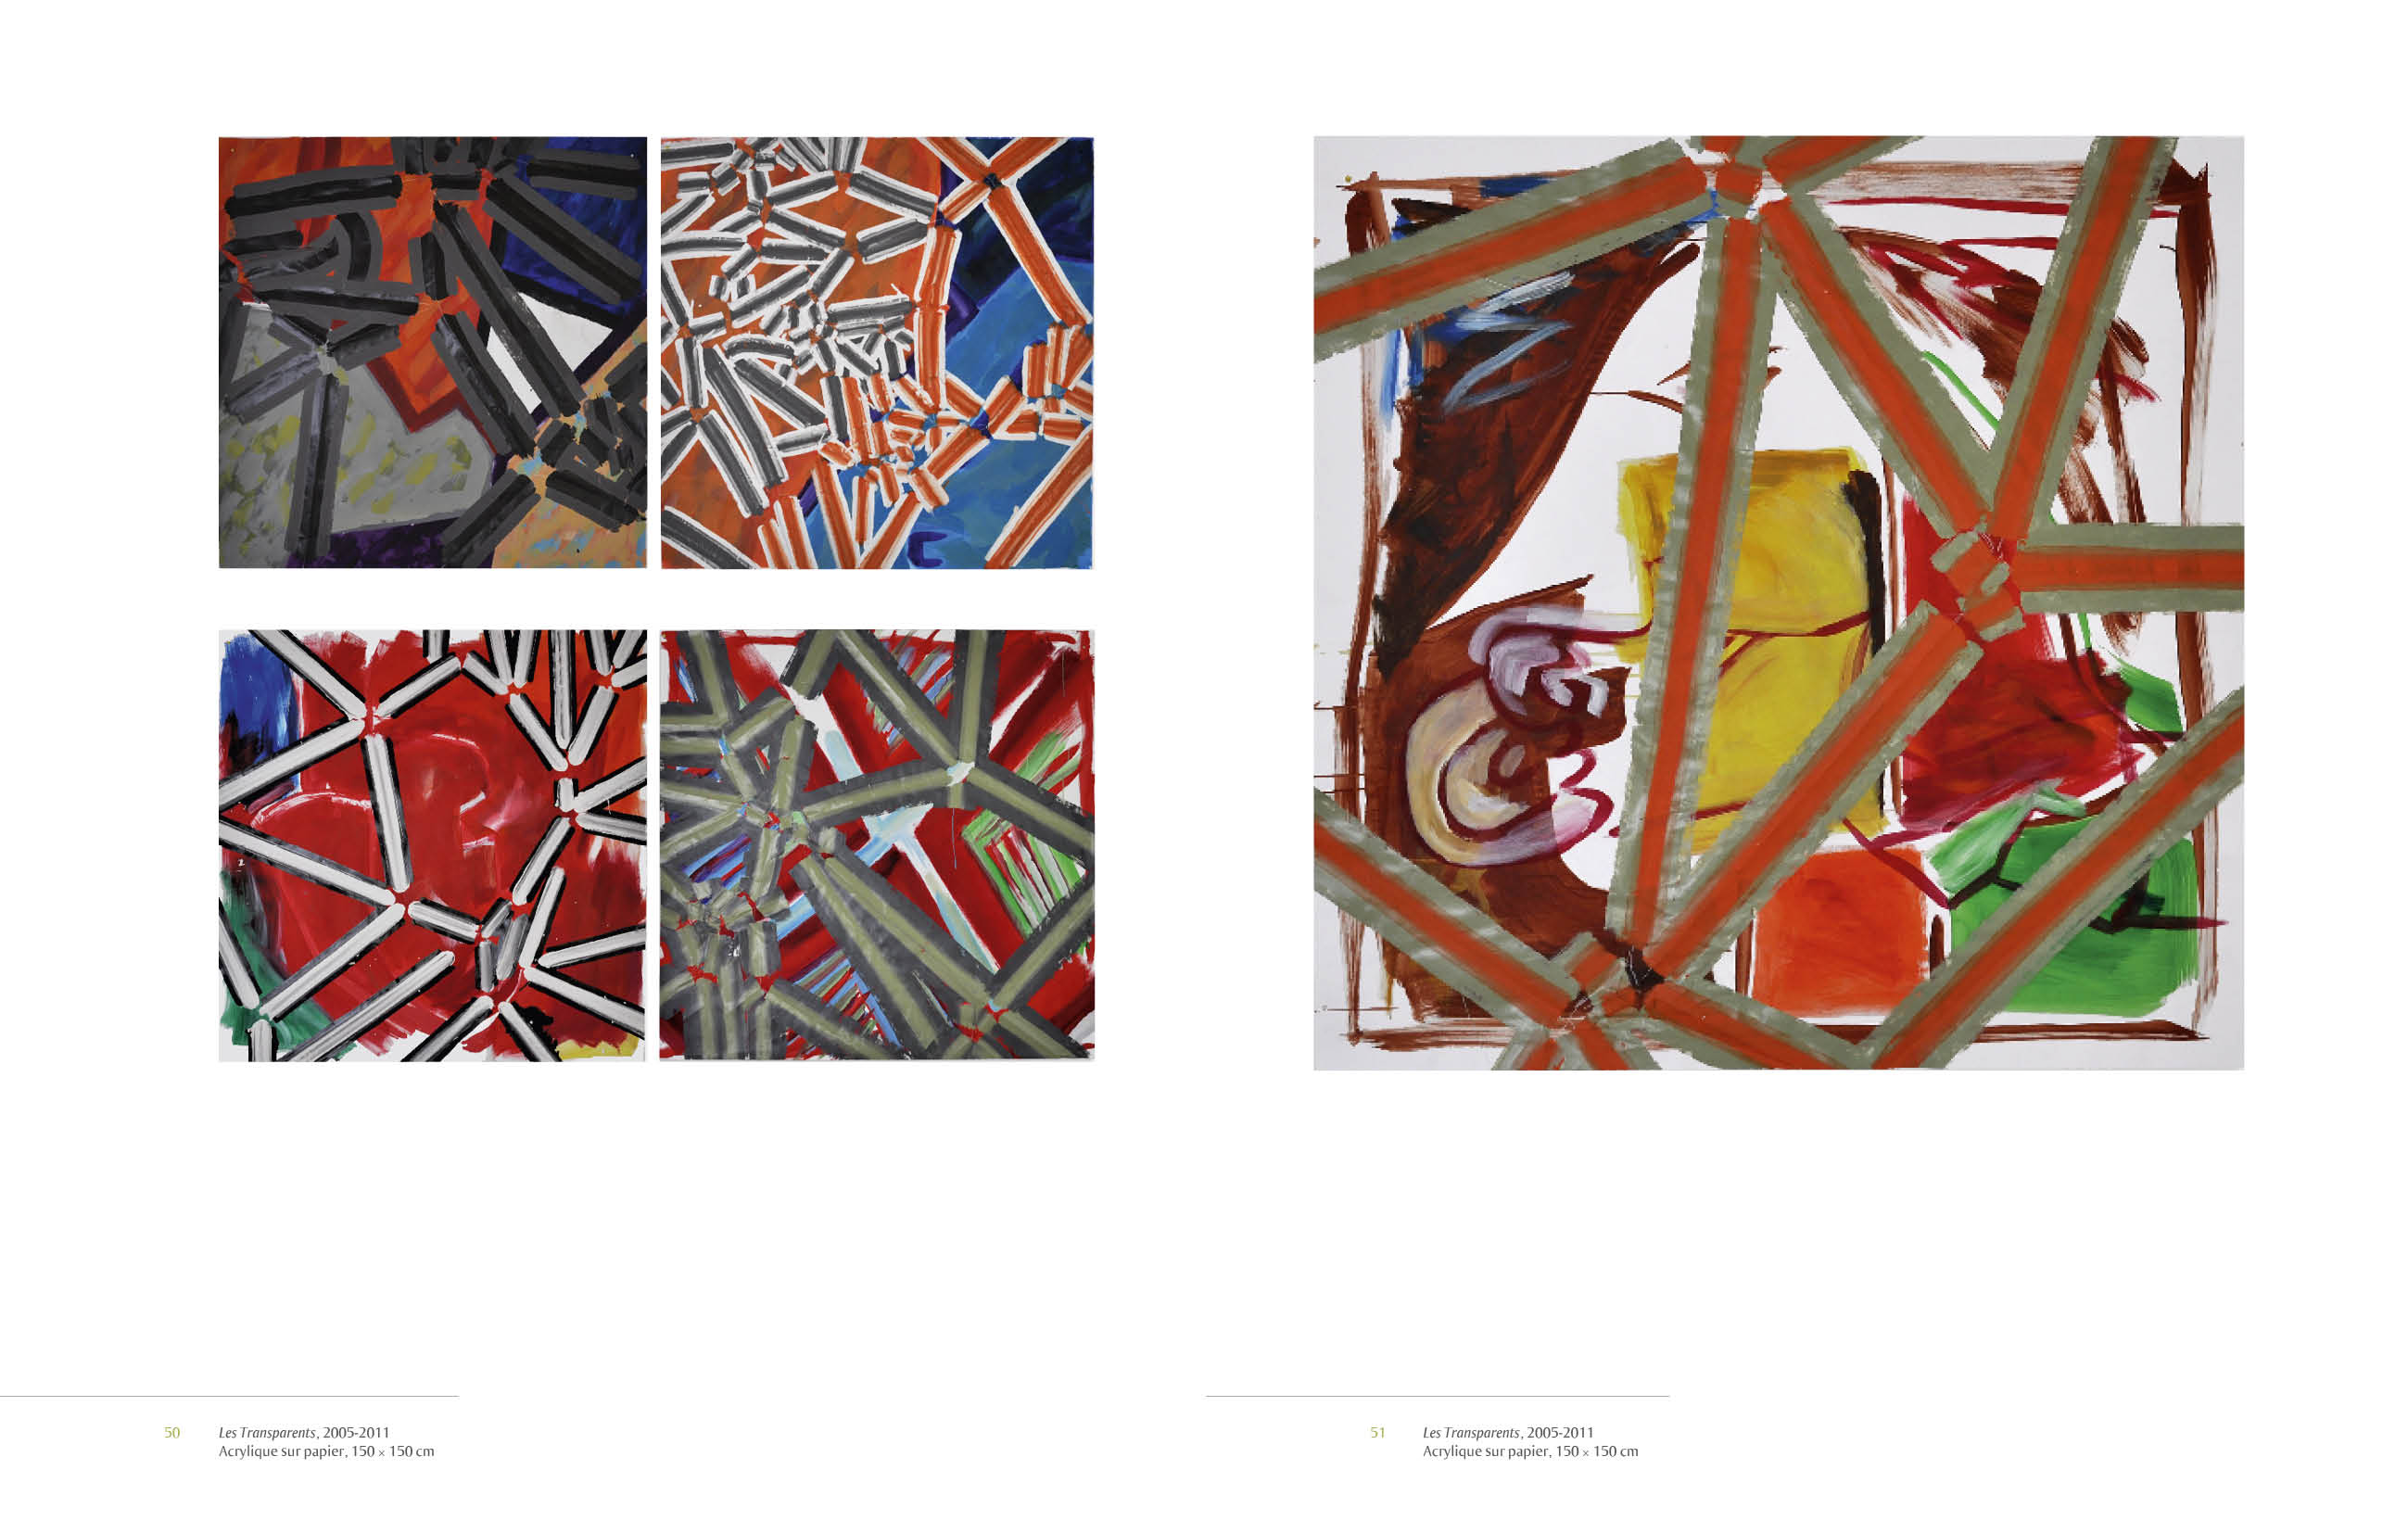 50 Les Transparents, 2005-2011
Acrylique sur papier, 150 × 150 cm
51 Les Transparents, 2005-2011
Acrylique sur papier, 150 × 150 cm